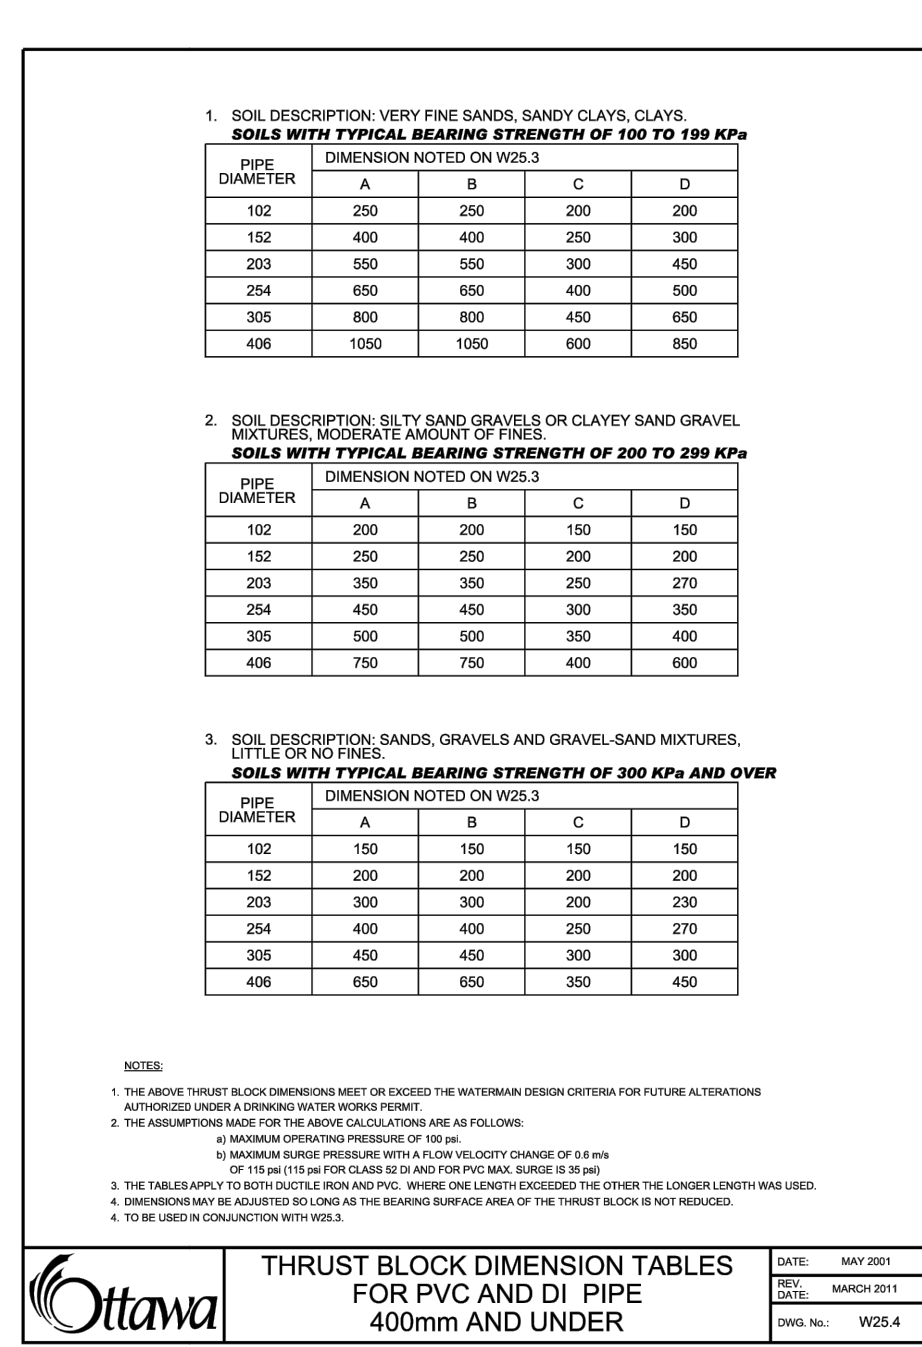 1. SOIL DESCRIPTION: VERY FINE SANDS, SANDY CLAYS, CLAYS.
SOILS WITH TYPICAL BEARING STRENGTH OF 100 TO 199 KPa
PIPE DIAMETER DIMENSION NOTED ON W25.3
A B C D
102 250 250 200 200
152 400 400 250 300
203 550 550 300 450
254 650 650 400 500
305 800 800 450 650
406 1050 1050 600 850
2. SOIL DESCRIPTION: SILTY SAND GRAVELS OR CLAYEY SAND GRAVEL
MIXTURES, MODERATE AMOUNT OF FINES.
SOILS WITH TYPICAL BEARING STRENGTH OF 200 TO 299 KPa
PIPE DIAMETER DIMENSION NOTED ON W25.3
A B C D
102 200 200 150 150
152 250 250 200 200
203 350 350 250 270
254 450 450 300 350
305 500 500 350 400
406 750 750 400 600
3. SOIL DESCRIPTION: SANDS, GRAVELS AND GRAVEL-SAND MIXTURES,
LITTLE OR NO FINES.
SOILS WITH TYPICAL BEARING STRENGTH OF 300 KPa AND OVER
PIPE DIAMETER DIMENSION NOTED ON W25.3
A B C D
102 150 150 150 150
152 200 200 200 200
203 300 300 200 230
254 400 400 250 270
305 450 450 300 300
406 650 650 350 450
NOTES:
1. THE ABOVE THRUST BLOCK DIMENSIONS MEET OR EXCEED THE WATERMAIN DESIGN CRITERIA FOR FUTURE ALTERATIONS
AUTHORIZED UNDER A DRINKING WATER WORKS PERMIT.
2. THE ASSUMPTIONS MADE FOR THE ABOVE CALCULATIONS ARE AS FOLLOWS:
a) MAXIMUM OPERATING PRESSURE OF 100 psi.
b) MAXIMUM SURGE PRESSURE WITH A FLOW VELOCITY CHANGE OF 0.6 m/s
OF 115 psi (115 psi FOR CLASS 52 DI AND FOR PVC MAX. SURGE IS 35 psi)
3. THE TABLES APPLY TO BOTH DUCTILE IRON AND PVC. WHERE ONE LENGTH EXCEEDED THE OTHER THE LONGER LENGTH WAS USED.
4. DIMENSIONS MAY BE ADJUSTED SO LONG AS THE BEARING SURFACE AREA OF THE THRUST BLOCK IS NOT REDUCED.
4. TO BE USED IN CONJUNCTION WITH W25.3.
Ottawa
THRUST BLOCK DIMENSION TABLES
FOR PVC AND DI PIPE
400mm AND UNDER
DATE: MAY 2001
REV. DATE: MARCH 2011
DWG. No.: W25.4